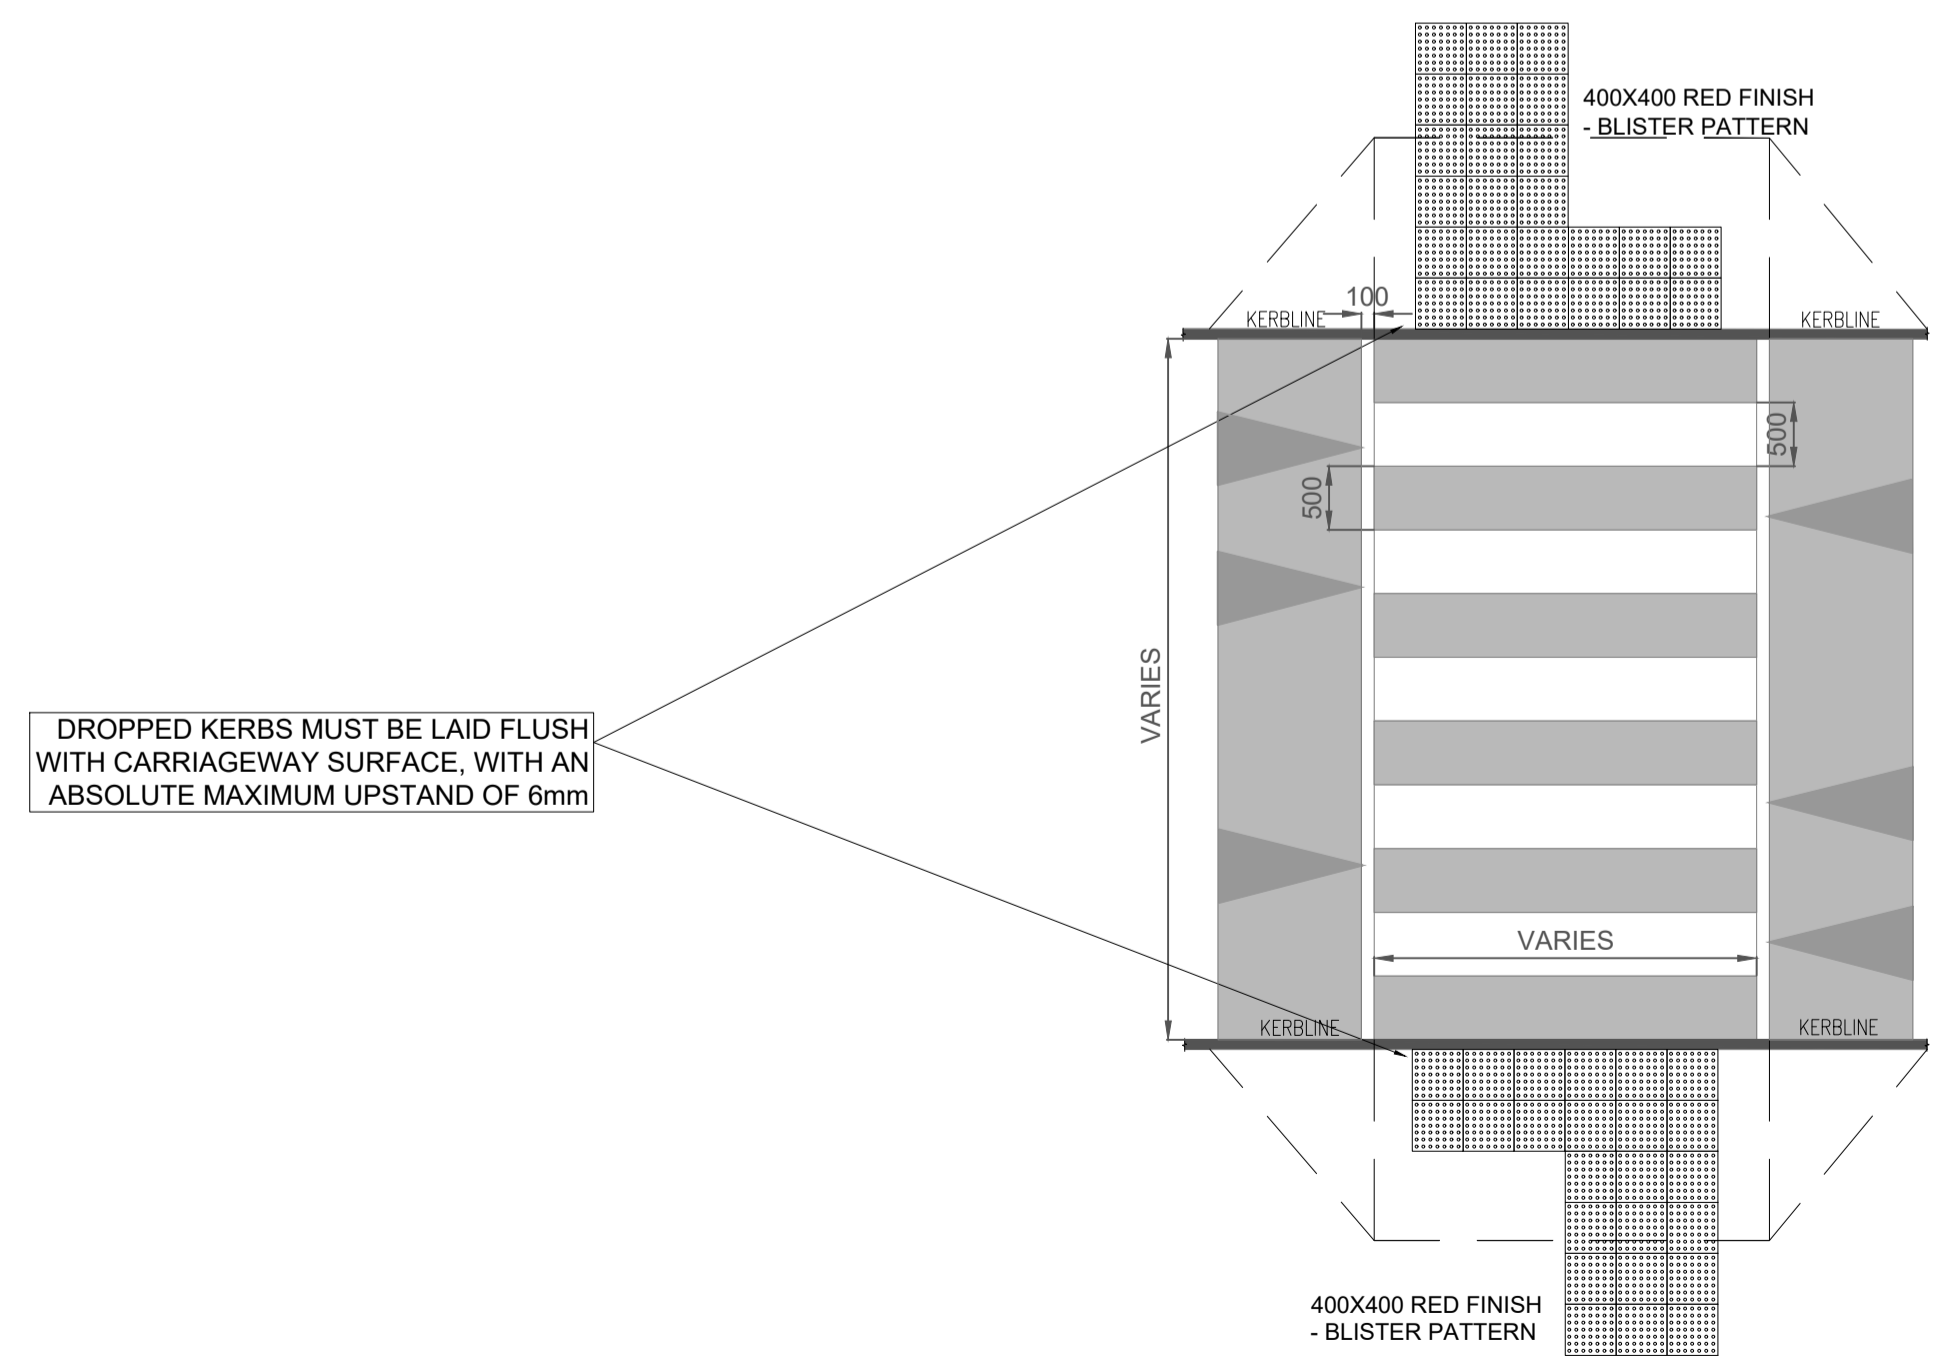 400X400 RED FINISH
- BLISTER PATTERN
100
KERBLINE
KERBLINE
500
500
VARIES
DROPPED KERBS MUST BE LAID FLUSH
WITH CARRIAGEWAY SURFACE, WITH AN
ABSOLUTE MAXIMUM UPSTAND OF 6mm
VARIES
KERBLINE
KERBLINE
400X400 RED FINISH
- BLISTER PATTERN